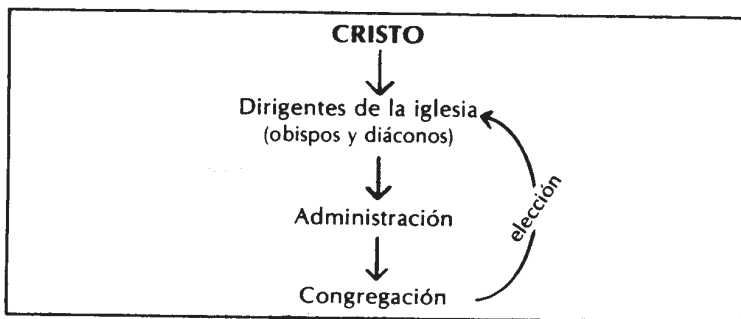 CRISTO
Dirigentes de la iglesia
(obispos y diáconos)
Administración
elección
Congregación